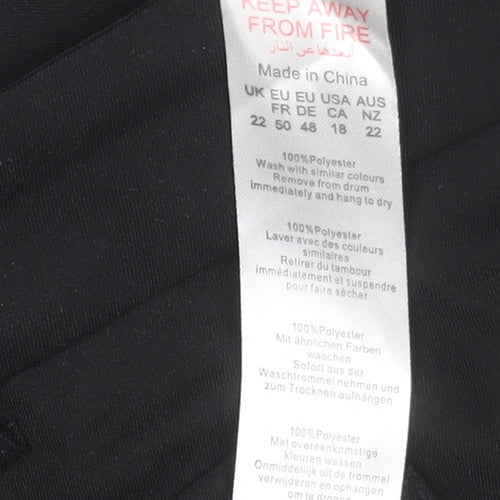 KEEP AWAY
FROM FIRE
أبعدها عن النار
Made in China
UK EU EU USA AUS
FR DE CA NZ
22 50 48 18 22
100%Polyester
Wash with similar colours
Remove from drum
immediately and hang to dry
100%Polyester
Laver avec des couleurs
similaires
Retirer du tambour
immédiatement et suspendre
pour faire sécher
100%Polyester
Mit ähnlichen Farben
waschen
Sofort aus der
Waschtrommel nehmen und
zum Trocknen aufhängen
100%Polyester
Met overeenkomstige
kleuren wassen
Onmiddellijk uit de trommel
verwijderen en ophangen
om te drogen